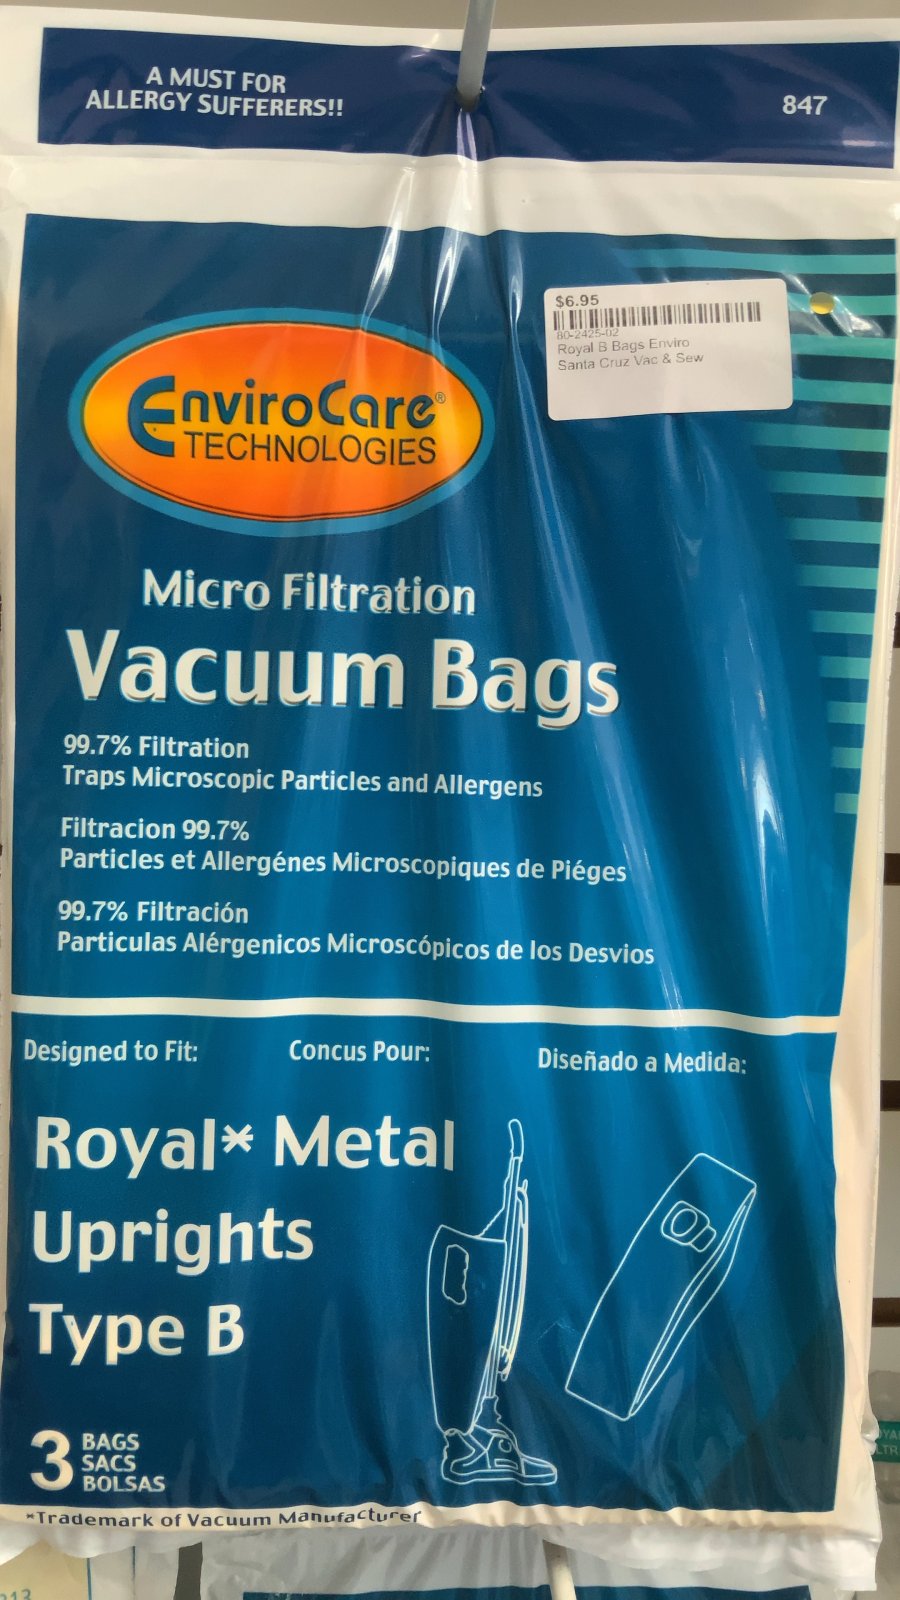 A MUST FOR
ALLERGY SUFFERERS!!
847
$6.95
80-2425-02
Royal B Bags Enviro
Santa Cruz Vac & Sew
EnviroCare®
TECHNOLOGIES
Micro Filtration
Vacuum Bags
99.7% Filtration
Traps Microscopic Particles and Allergens
Filtracion 99.7%
Particles et Allergénes Microscopiques de Piéges
99.7% Filtración
Particulas Alérgenicos Microscópicos de los Desvios
Designed to Fit:
Concus Pour:
Diseñado a Medida:
Royal* Metal
Uprights
Type B
3 BAGS
SACS
BOLSAS
*Trademark of Vacuum Manufacturer